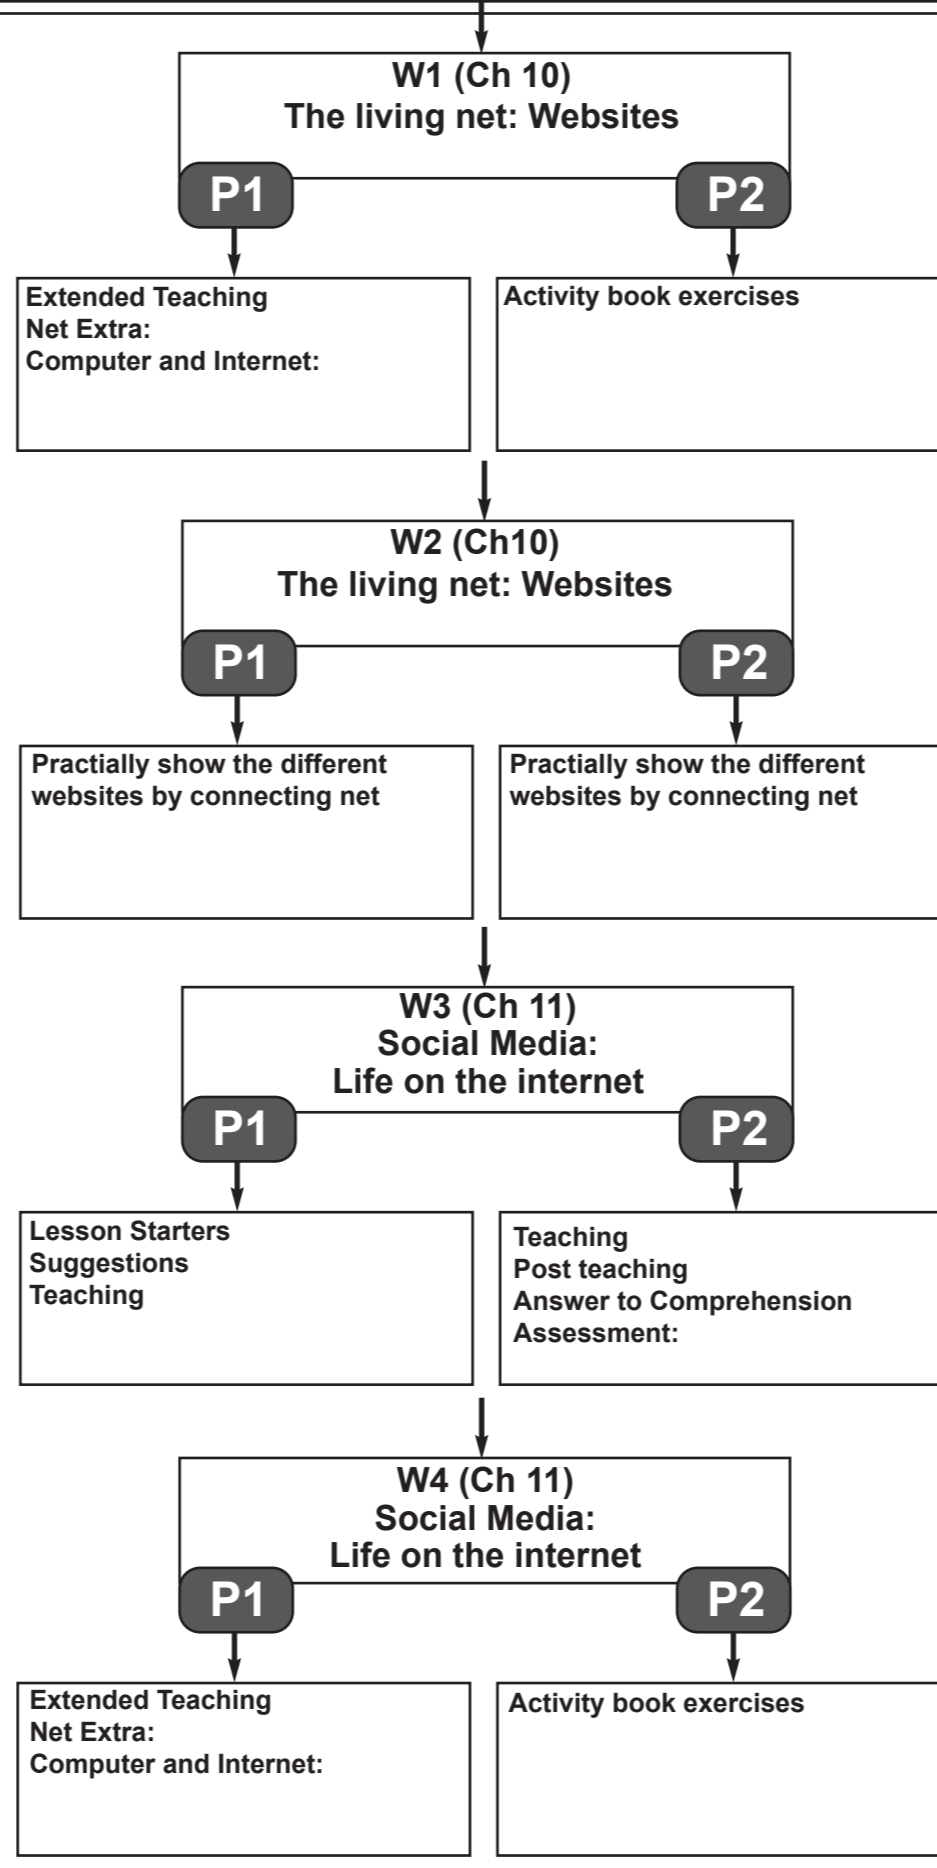 W1 (Ch 10)
The living net: Websites
P1
P2
Extended Teaching
Net Extra:
Computer and Internet:
Activity book exercises
W2 (Ch10)
The living net: Websites
P1
P2
Practially show the different
websites by connecting net
Practially show the different
websites by connecting net
W3 (Ch 11)
Social Media:
Life on the internet
P1
P2
Lesson Starters
Suggestions
Teaching
Teaching
Post teaching
Answer to Comprehension
Assessment:
W4 (Ch 11)
Social Media:
Life on the internet
P1
P2
Extended Teaching
Net Extra:
Computer and Internet:
Activity book exercises